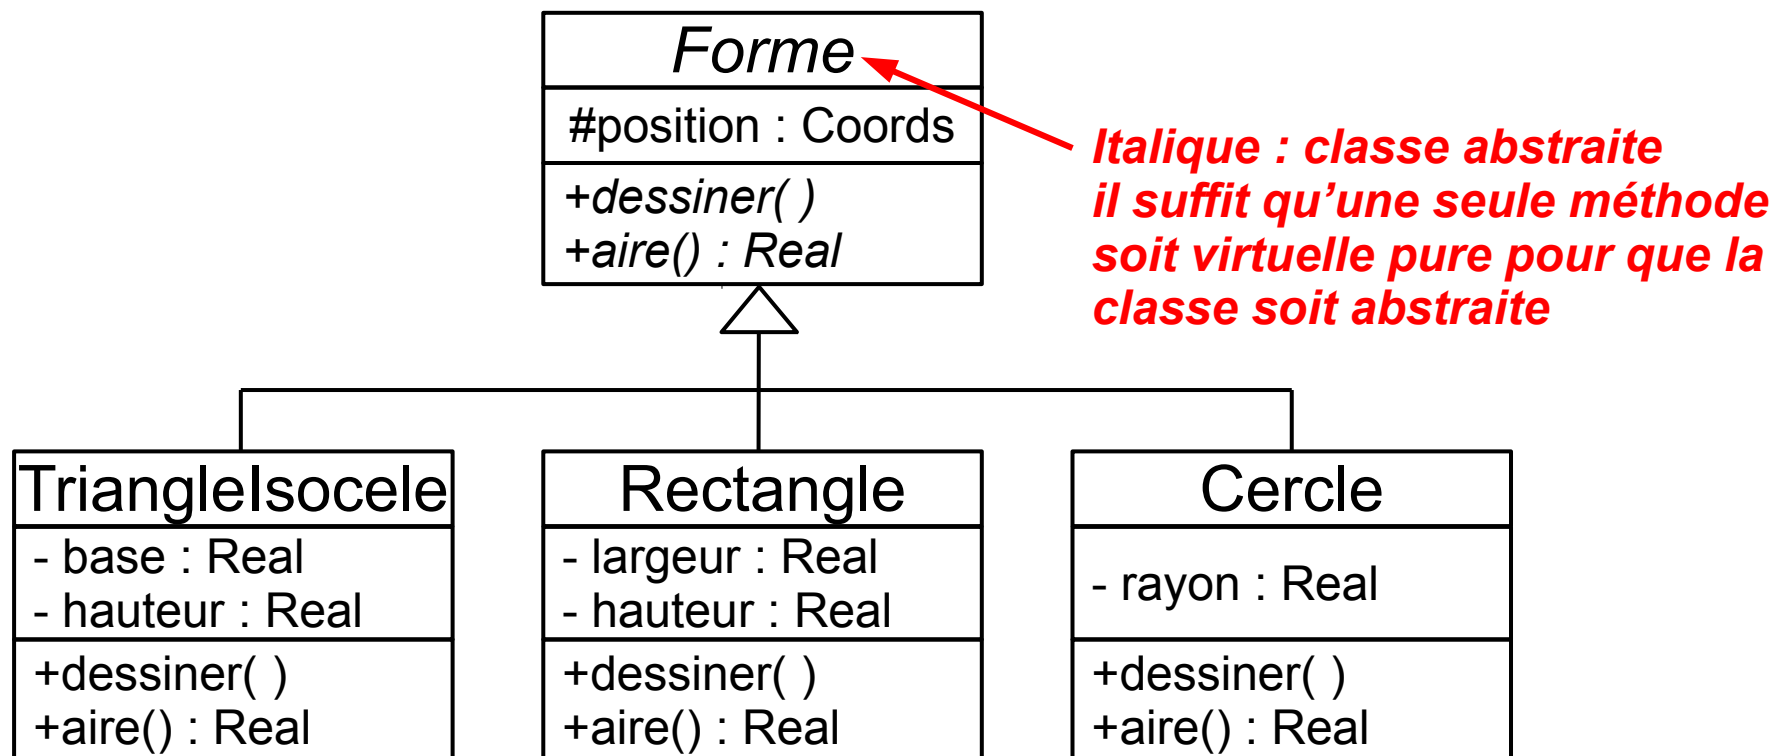 Forme
#position : Coords
+dessiner( )
+aire() : Real
Italique : classe abstraite
il suffit qu’une seule méthode
soit virtuelle pure pour que la
classe soit abstraite
TriangleIsocele
- base : Real
- hauteur : Real
+dessiner( )
+aire() : Real
Rectangle
- largeur : Real
- hauteur : Real
+dessiner( )
+aire() : Real
Cercle
- rayon : Real
+dessiner( )
+aire() : Real